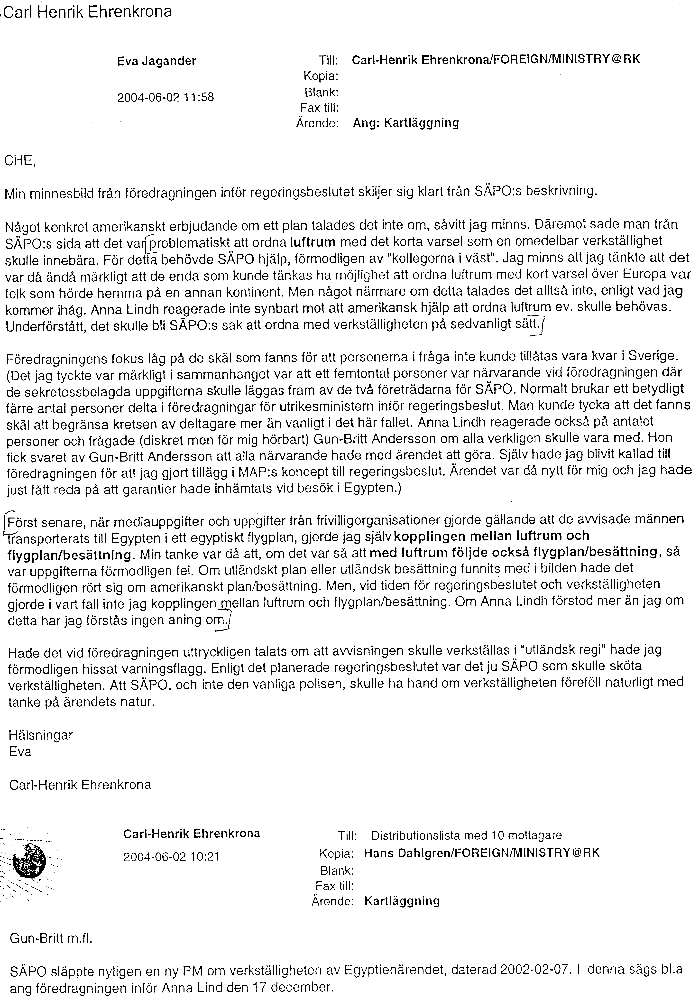 Carl Henrik Ehrenkrona
Eva Jagander
2004-06-02 11:58
Till: Carl-Henrik Ehrenkrona/FOREIGN/MINISTRY@RK
Kopia:
Blank:
Fax till:
Ärende: Ang: Kartläggning
CHE,
Min minnesbild från föredragningen inför regeringsbeslutet skiljer sig klart från SÄPO:s beskrivning.
Något konkret amerikanskt erbjudande om ett plan talades det inte om, såvitt jag minns. Däremot sade man från
SÄPO:s sida att det var problematiskt att ordna luftrum med det korta varsel som en omedelbar verkställighet
skulle innebära. För detta behövde SÄPO hjälp, förmodligen av "kollegorna i väst". Jag minns att jag tänkte att det
var då ändå märkligt att de enda som kunde tänkas ha möjlighet att ordna luftrum med kort varsel över Europa var
folk som hörde hemma på en annan kontinent. Men något närmare om detta talades det alltså inte, enligt vad jag
kommer ihåg. Anna Lindh reagerade inte synbart mot att amerikansk hjälp att ordna luftrum ev. skulle behövas.
Underförstått, det skulle bli SÄPO:s sak att ordna med verkställigheten på sedvanligt sätt.
Föredragningens fokus låg på de skäl som fanns för att personerna i fråga inte kunde tillåtas vara kvar i Sverige.
(Det jag tyckte var märkligt i sammanhanget var att ett femtontal personer var närvarande vid föredragningen där
de sekretessbelagda uppgifterna skulle läggas fram av de två företrädarna för SÄPO. Normalt brukar ett betydligt
färre antal personer delta i föredragningar för utrikesministern inför regeringsbeslut. Man kunde tycka att det fanns
skäl att begränsa kretsen av deltagare mer än vanligt i det här fallet. Anna Lindh reagerade också på antalet
personer och frågade (diskret men för mig hörbart) Gun-Britt Andersson om alla verkligen skulle vara med. Hon
fick svaret av Gun-Britt Andersson att alla närvarande hade med ärendet att göra. Själv hade jag blivit kallad till
föredragningen för att jag gjort tillägg i MAP:s koncept till regeringsbeslut. Ärendet var då nytt för mig och jag hade
just fått reda på att garantier hade inhämtats vid besök i Egypten.)
Först senare, när mediauppgifter och uppgifter från frivilligorganisationer gjorde gällande att de avvisade männen
transporterats till Egypten i ett egyptiskt flygplan, gjorde jag själv kopplingen mellan luftrum och
flygplan/besättning. Min tanke var då att, om det var så att med luftrum följde också flygplan/besättning, så
var uppgifterna förmodligen fel. Om utländskt plan eller utländsk besättning funnits med i bilden hade det
förmodligen rört sig om amerikanskt plan/besättning. Men, vid tiden för regeringsbeslutet och verkställigheten
gjorde i vart fall inte jag kopplingen mellan luftrum och flygplan/besättning. Om Anna Lindh förstod mer än jag om
detta har jag förstås ingen aning om.
Hade det vid föredragningen uttryckligen talats om att avvisningen skulle verkställas i "utländsk regi" hade jag
förmodligen hissat varningsflagg. Enligt det planerade regeringsbeslutet var det ju SÄPO som skulle sköta
verkställigheten. Att SÄPO, och inte den vanliga polisen, skulle ha hand om verkställigheten föreföll naturligt med
tanke på ärendets natur.
Hälsningar
Eva
Carl-Henrik Ehrenkrona
Carl-Henrik Ehrenkrona
2004-06-02 10:21
Till: Distributionslista med 10 mottagare
Kopia: Hans Dahlgren/FOREIGN/MINISTRY@RK
Blank:
Fax till:
Ärende: Kartläggning
Gun-Britt m.fl.
SÄPO släppte nyligen en ny PM om verkställigheten av Egyptienärendet, daterad 2002-02-07. I denna sägs bl.a
ang föredragningen inför Anna Lind den 17 december.